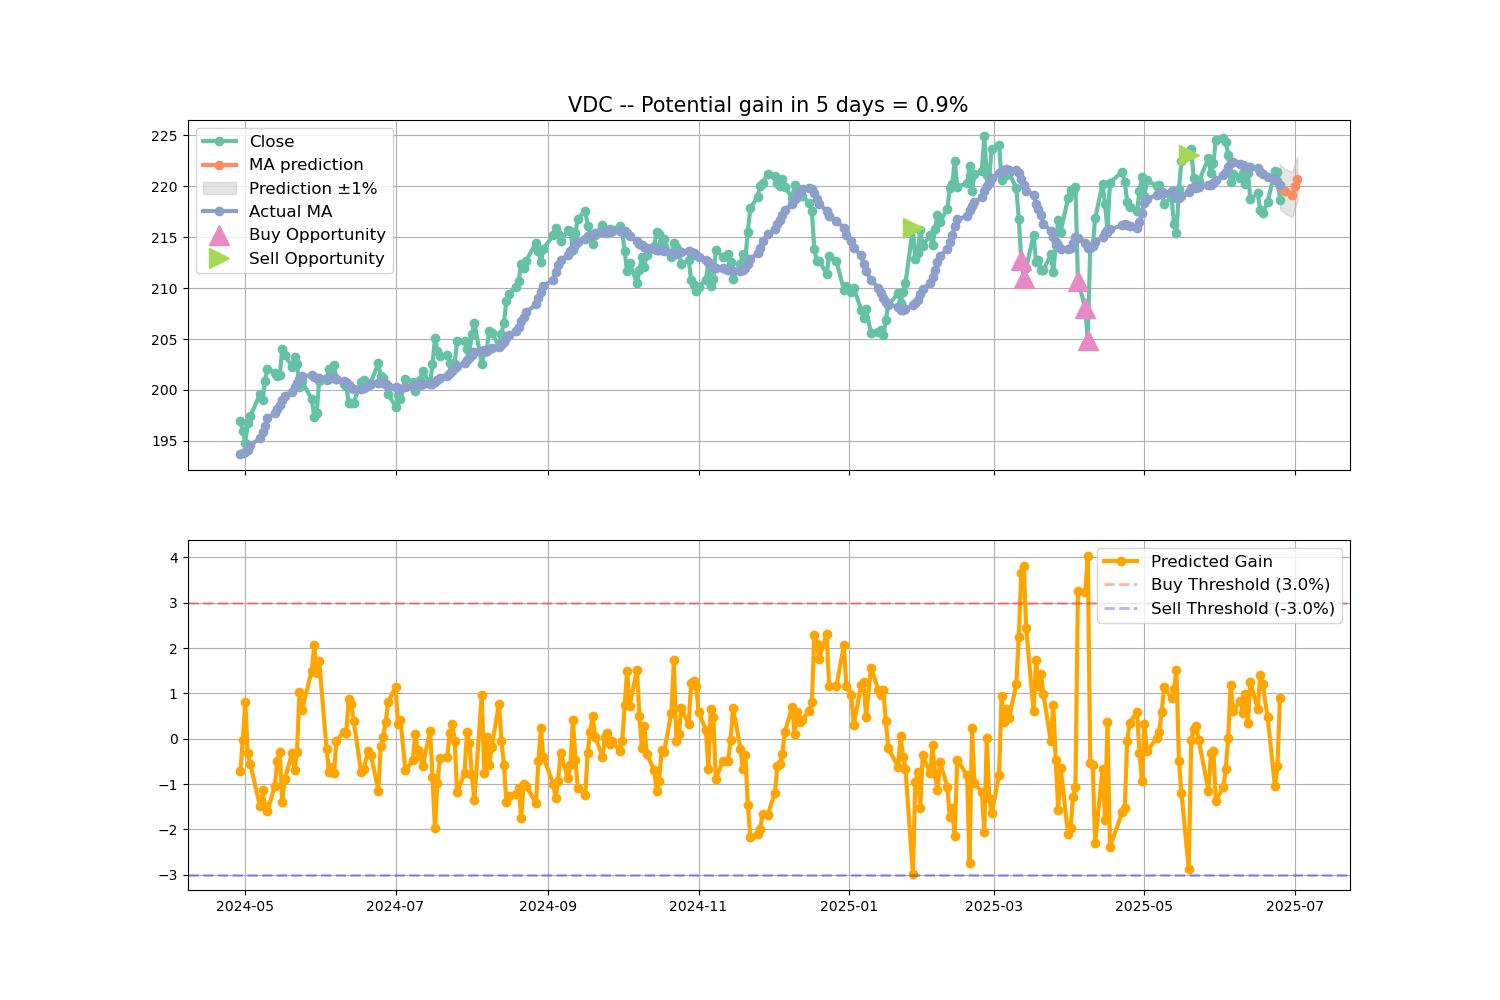 VDC -- Potential gain in 5 days = 0.9%
225
220
215
210
205
200
195
Close
MA prediction
Prediction ±1%
Actual MA
Buy Opportunity
Sell Opportunity
4
3
2
1
0
−1
−2
−3
Predicted Gain
Buy Threshold (3.0%)
Sell Threshold (-3.0%)
2024-05 2024-07 2024-09 2024-11 2025-01 2025-03 2025-05 2025-07